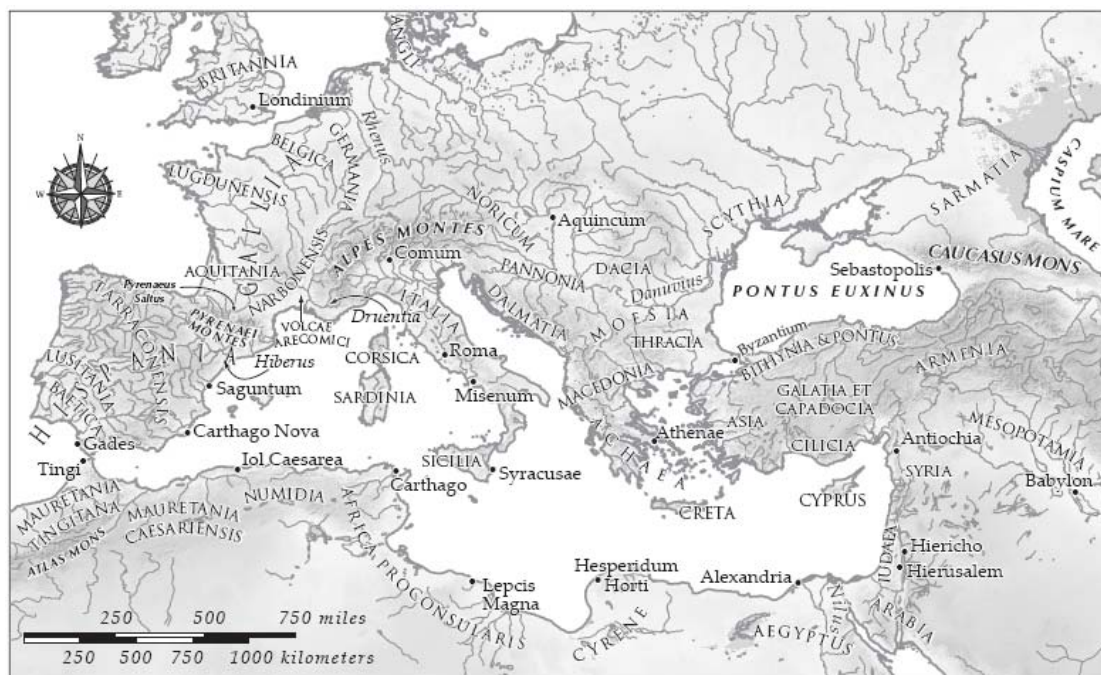 ANGLI
BRITANNIA
Londinium
N
W
E
S
BELGICA
GERMANIA
Rhenus
LUGDUNENSIS
GALLIA
NORICUM
Aquincum
SCYTHIA
SARMATIA
CASPIUM MARE
ALPES MONTES
Comum
AQUITANIA
NARBONENSIS
PANNONIA
DACIA
Danuvius
CAUCASUS MONS
Sebastopolis
PONTUS EUXINUS
Pyrenaeus
Saltus
PYRENAEI
MONTES
VOLCAE
ARECOMICI
Druentia
ITALIA
DALMATIA
MOESIA
THRACIA
Byzantium
BITHYNIA & PONTUS
ARMENIA
HISPANIA
TARRACONENSIS
LUSITANIA
BAETICA
Hiberus
Saguntum
CORSICA
SARDINIA
Roma
Misenum
MACEDONIA
GALATIA ET
CAPADOCIA
ASIA
MESOPOTAMIA
Carthago Nova
Gades
Tingi
Iol Caesarea
SICILIA
Carthago
Syracusae
ACHAEA
Athenae
CILICIA
Antiochia
SYRIA
Babylon
MAURETANIA
TINGITANA
MAURETANIA
CAESARIENSIS
NUMIDIA
CRETA
CYPRUS
ATLAS MONS
AFRICA PROCONSULARIS
Lepcis
Magna
Hesperidum
Horti
Alexandria
IUDAEA
Hiericho
Hierusalem
CYRENE
AEGYPTUS
Nilus
ARABIA
250 500 750 miles
250 500 750 1000 kilometers